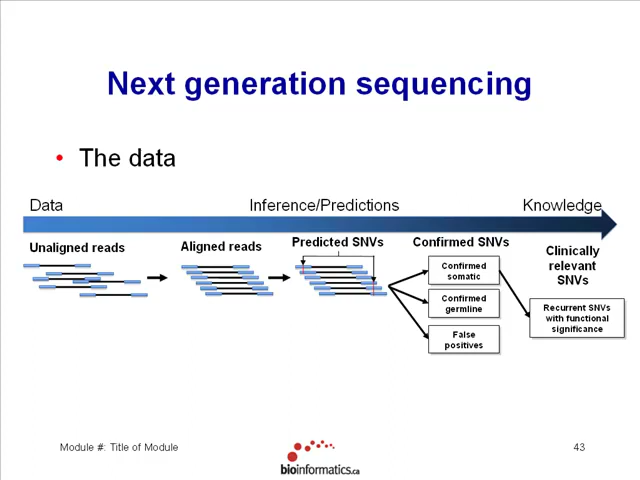 Next generation sequencing
• The data
Data
Inference/Predictions
Knowledge
Unaligned reads
Aligned reads
Predicted SNVs
Confirmed SNVs
Clinically
relevant
SNVs
Confirmed
somatic
Confirmed
germline
False
positives
Recurrent SNVs
with functional
significance
Module #: Title of Module
bioinformatics.ca
43